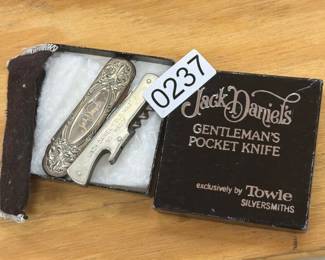 0237
Jack Daniel's
GENTLEMAN'S
POCKET KNIFE
exclusively by Towle
SILVERSMITHS